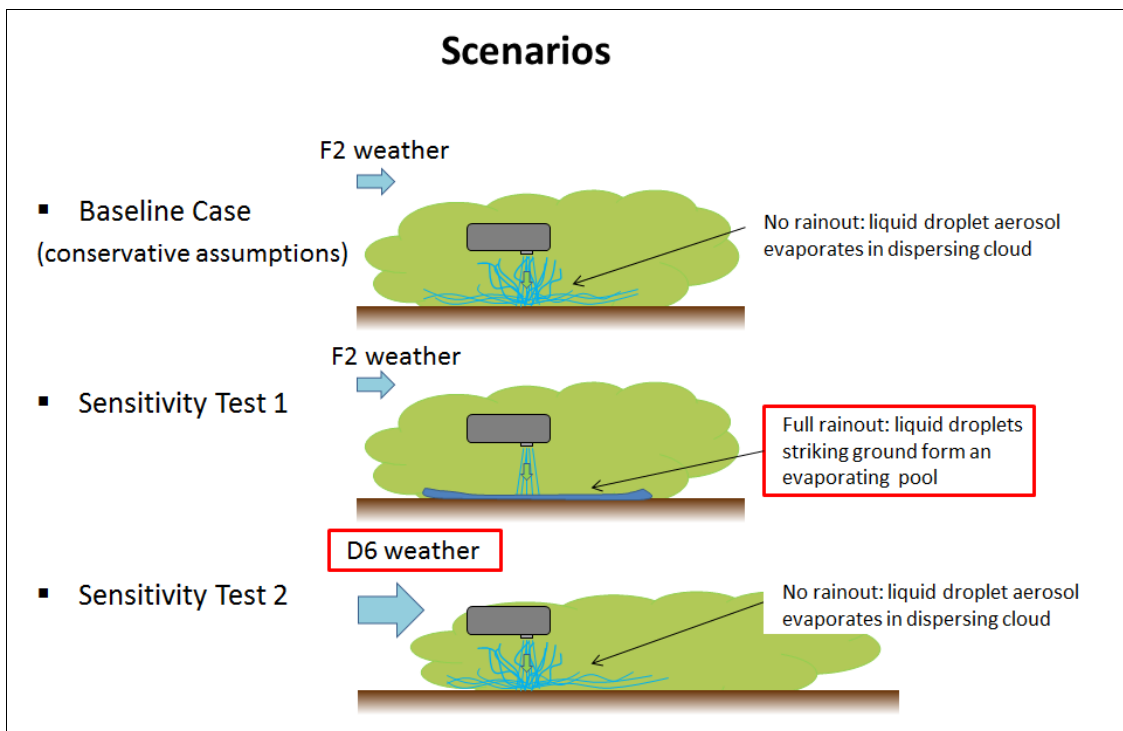 Scenarios
F2 weather
▪ Baseline Case
(conservative assumptions)
No rainout: liquid droplet aerosol
evaporates in dispersing cloud
F2 weather
▪ Sensitivity Test 1
Full rainout: liquid droplets
striking ground form an
evaporating pool
D6 weather
▪ Sensitivity Test 2
No rainout: liquid droplet aerosol
evaporates in dispersing cloud